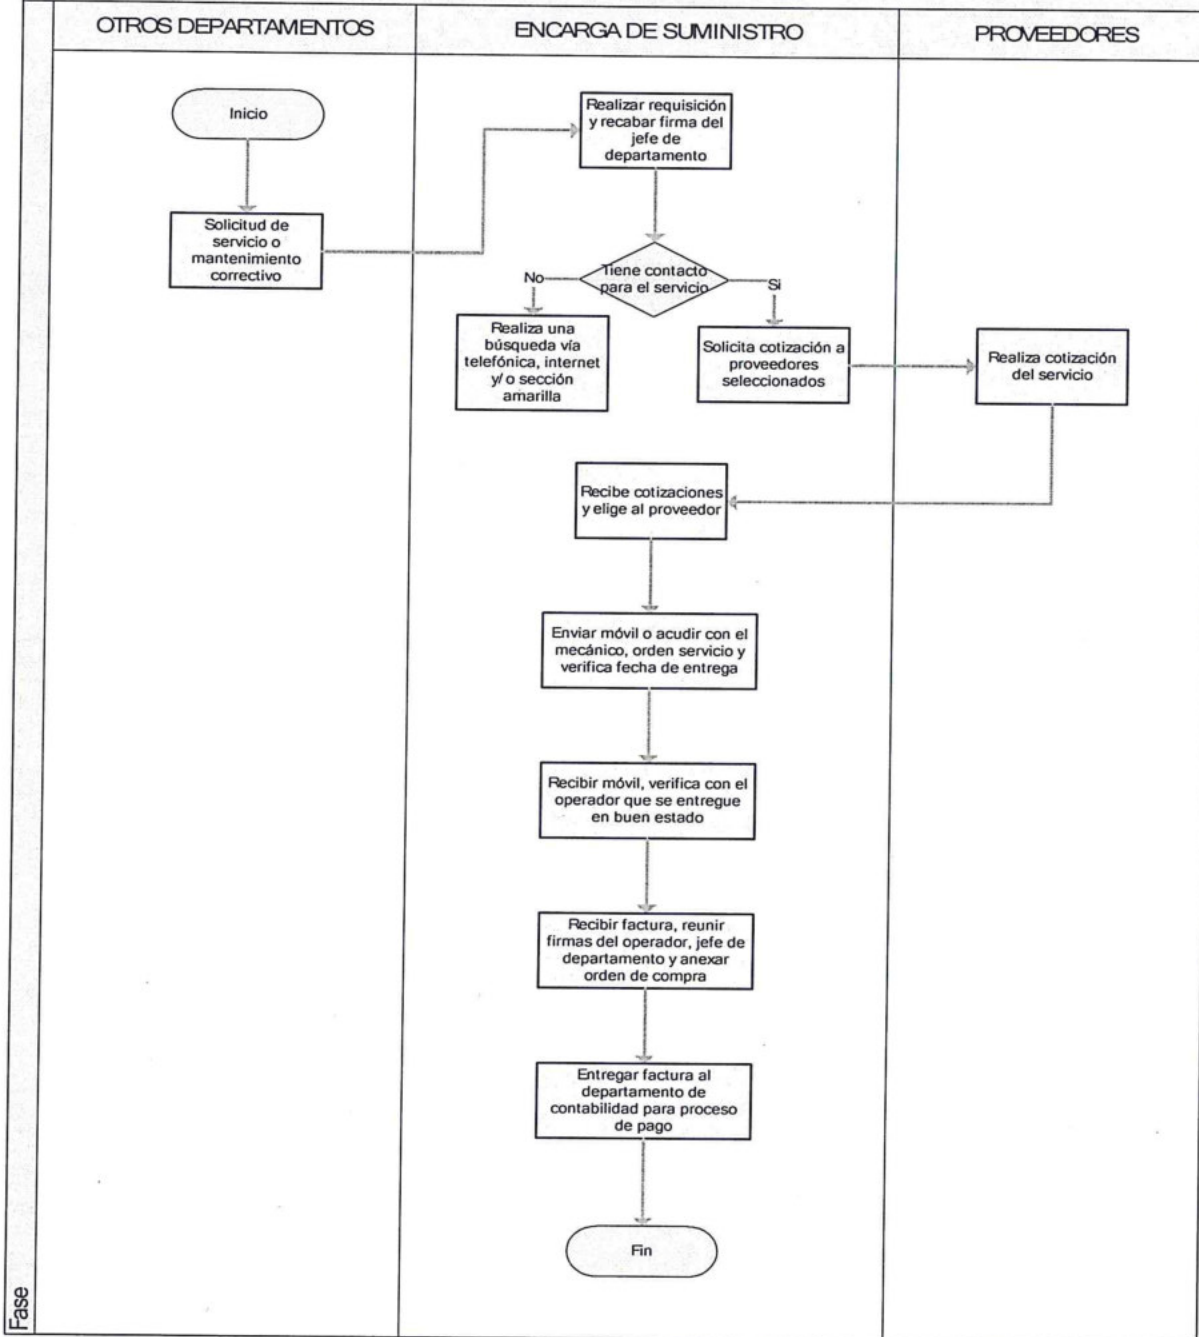 OTROS DEPARTAMENTOS
ENCARGA DE SUMINISTRO
PROVEEDORES
Inicio
Solicitud de
servicio o
mantenimiento
correctivo
Realizar requisición
y recabar firma del
jefe de
departamento
Tiene contacto
para el servicio
No
Si
Realiza una
búsqueda vía
telefónica, internet
y/o sección
amarilla
Solicita cotización a
proveedores
seleccionados
Realiza cotización
del servicio
Recibe cotizaciones
y elige al proveedor
Enviar móvil o acudir con el
mecánico, orden servicio y
verifica fecha de entrega
Recibir móvil, verifica con el
operador que se entregue
en buen estado
Recibir factura, reunir
firmas del operador, jefe de
departamento y anexar
orden de compra
Entregar factura al
departamento de
contabilidad para proceso
de pago
Fin
Fase